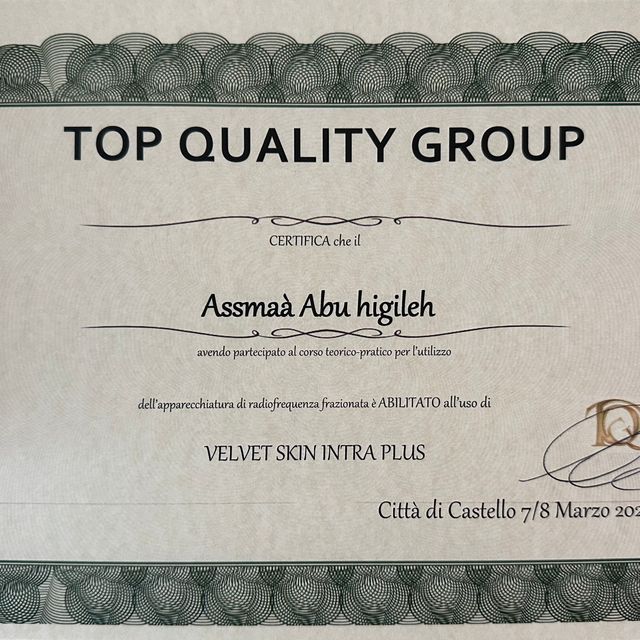 TOP QUALITY GROUP
CERTIFICA che il
Assmaà Abu higileh
avendo partecipato al corso teorico-pratico per l'utilizzo
dell'apparecchiatura di radiofrequenza frazionata è ABILITATO all'uso di
VELVET SKIN INTRA PLUS
TQG
Città di Castello 7/8 Marzo